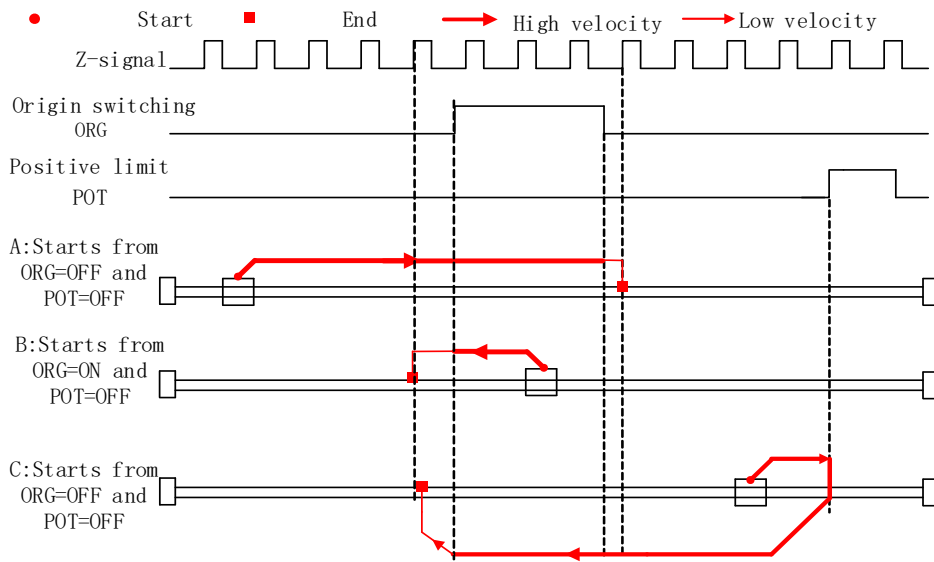 Start End High velocity Low velocity
Z-signal
Origin switching
ORG
Positive limit
POT
A:Starts from
ORG=OFF and
POT=OFF
B:Starts from
ORG=ON and
POT=OFF
C:Starts from
ORG=OFF and
POT=OFF